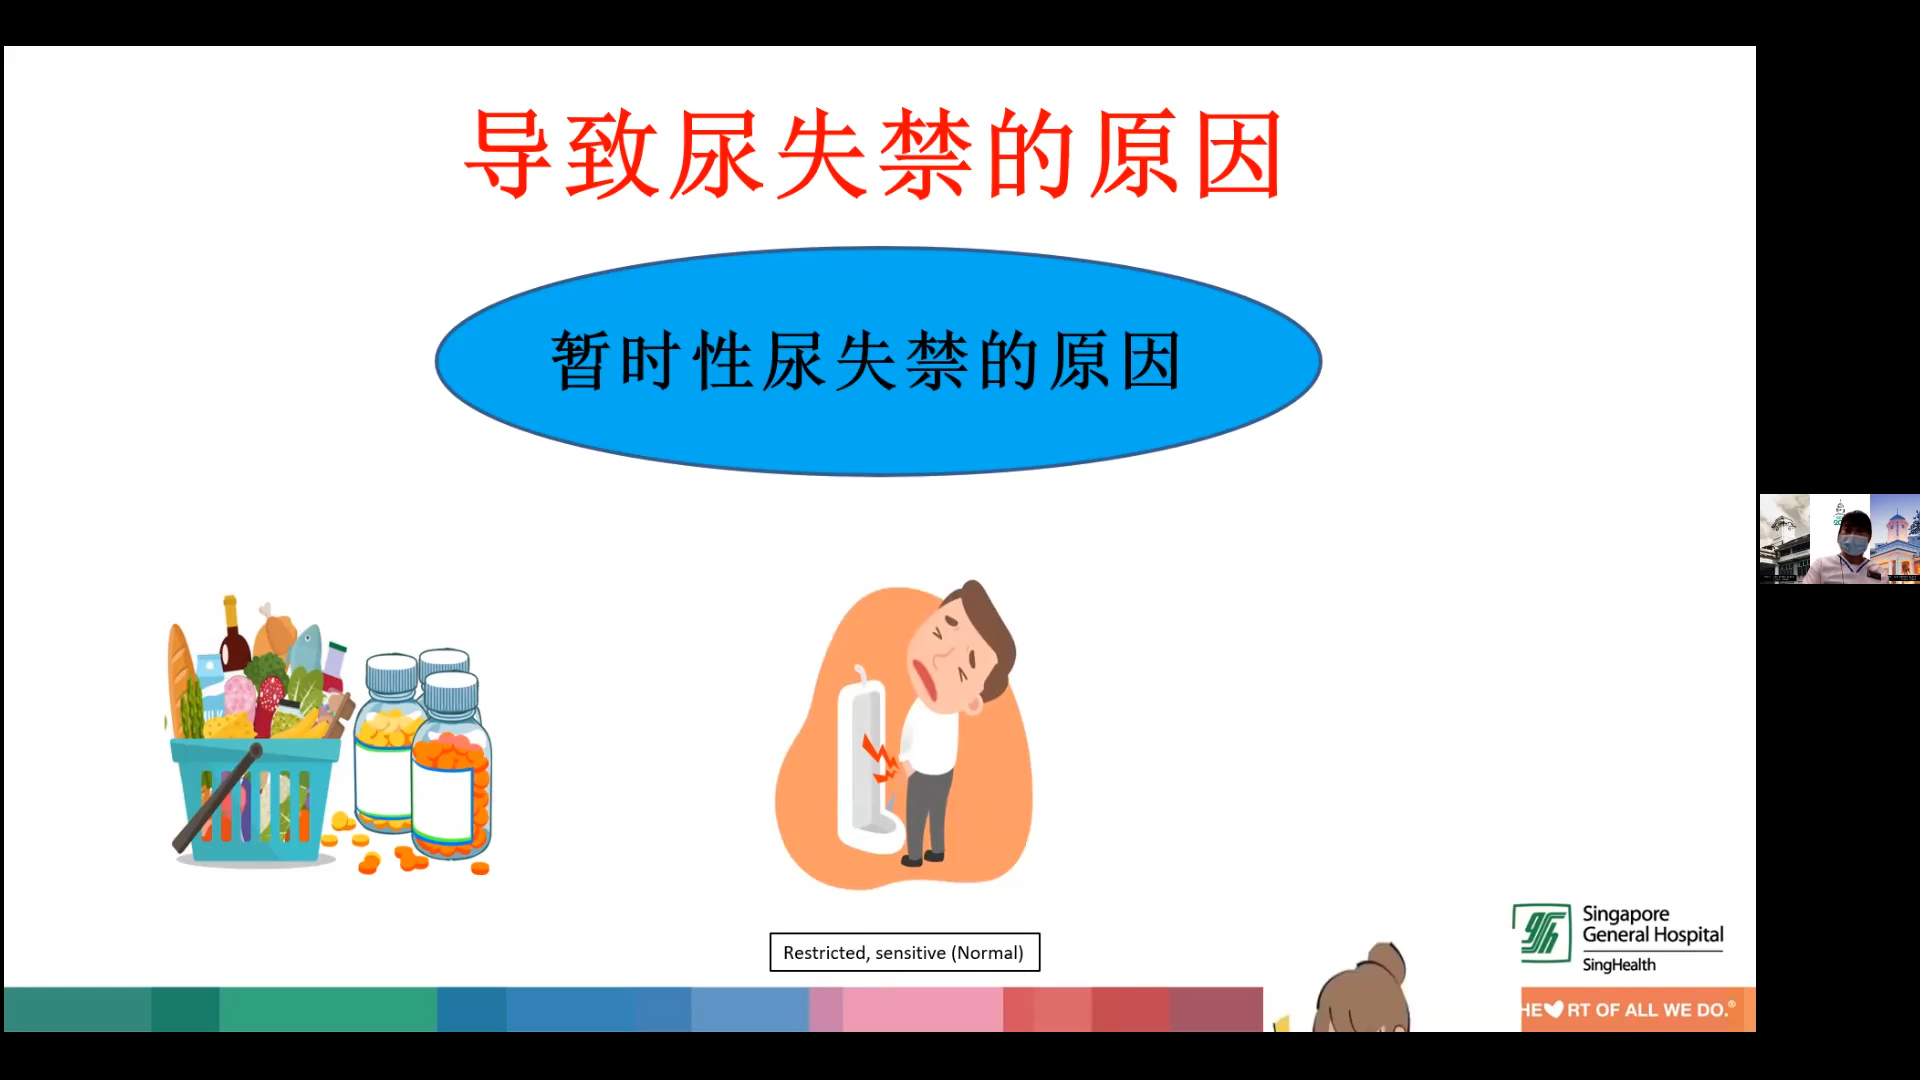 导致尿失禁的原因
暂时性尿失禁的原因
Restricted, sensitive (Normal)
Singapore
General Hospital
SingHealth
HE RT OF ALL WE DO.®